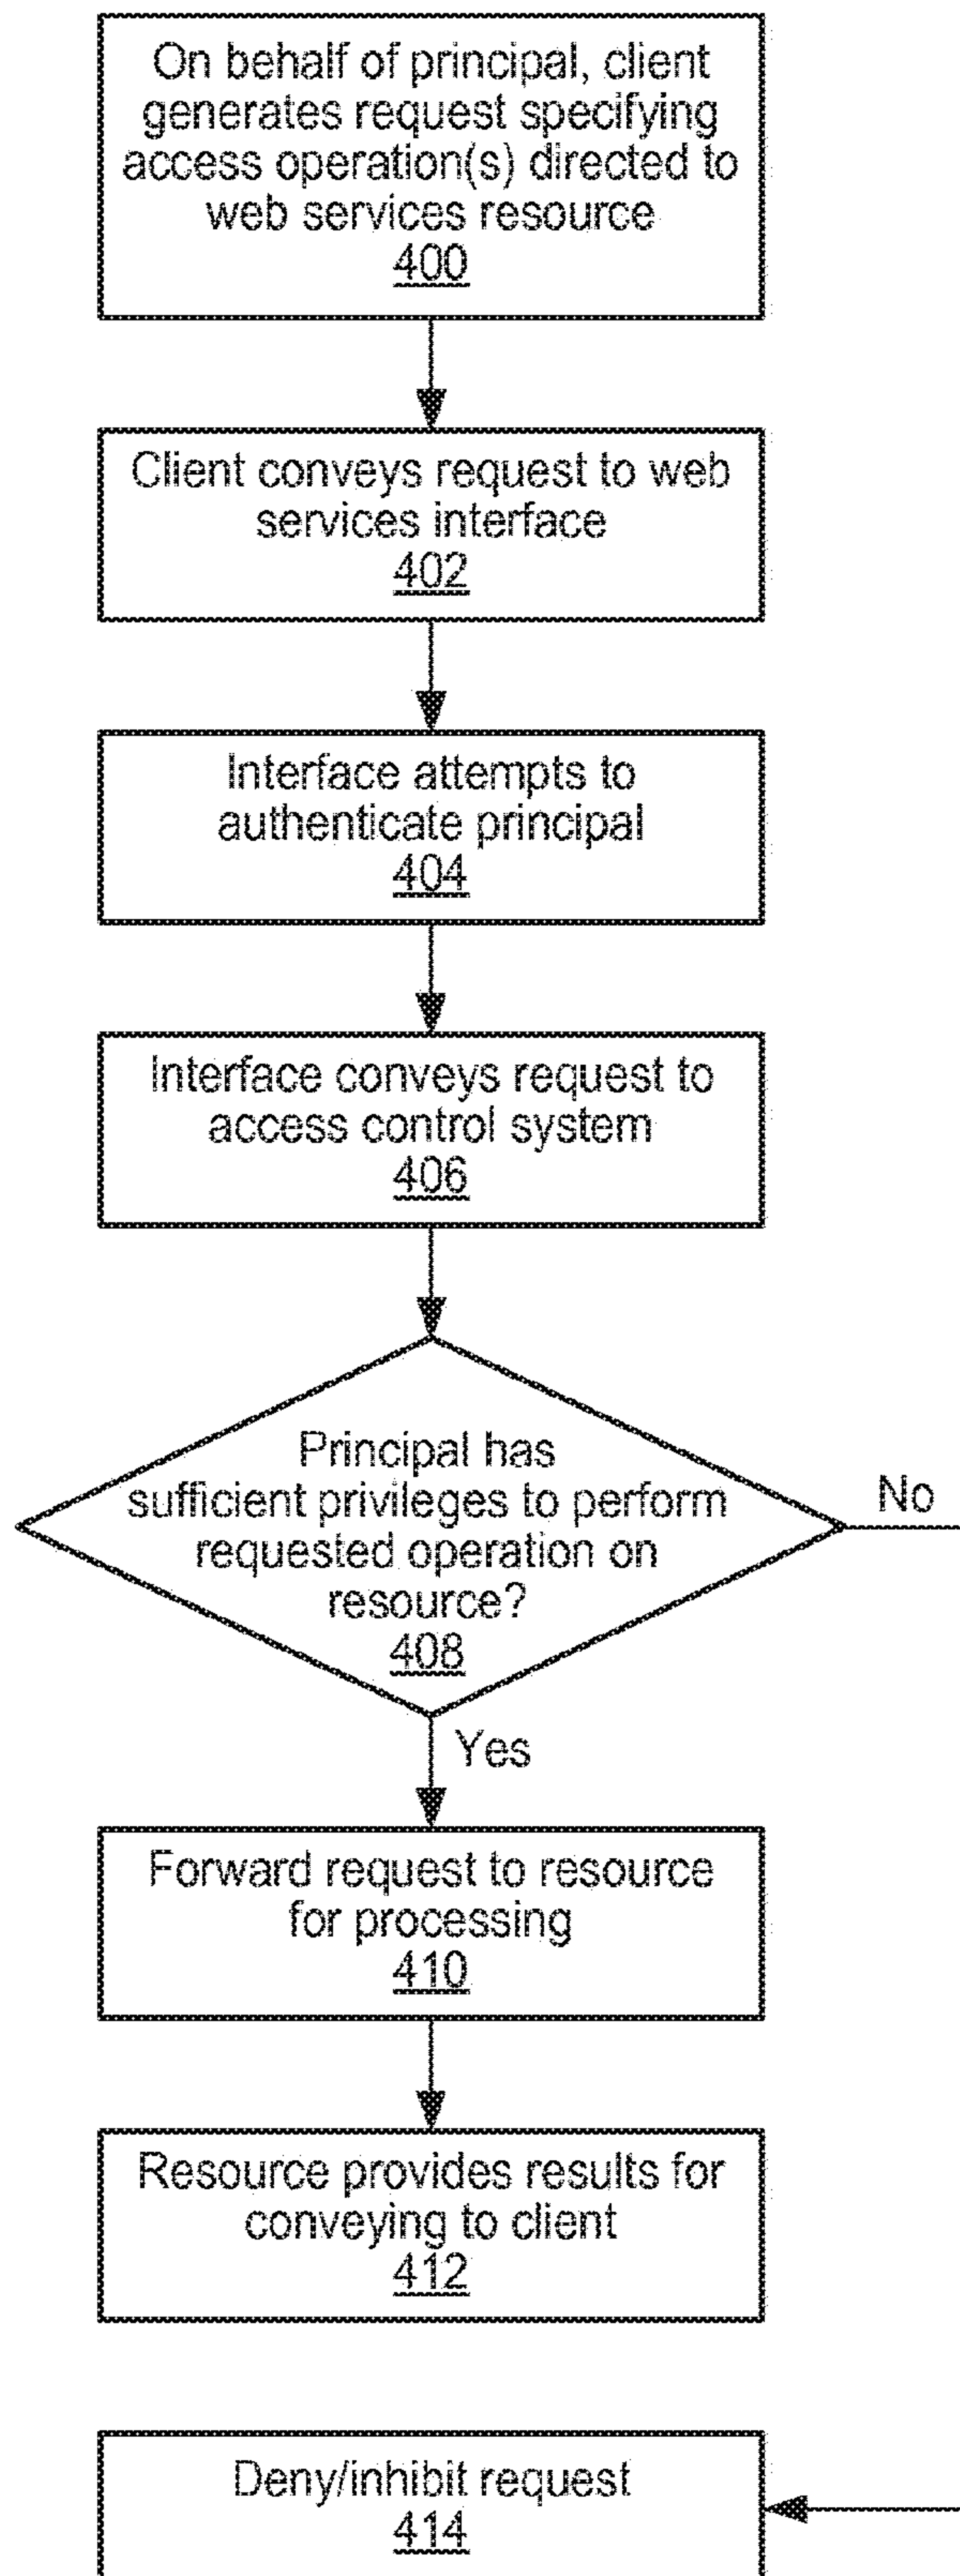 On behalf of principal, client
generates request specifying
access operation(s) directed to
web services resource
400
Client conveys request to web
services interface
402
Interface attempts to
authenticate principal
404
Interface conveys request to
access control system
406
Principal has
sufficient privileges to perform
requested operation on
resource?
408
No
Yes
Forward request to resource
for processing
410
Resource provides results for
conveying to client
412
Deny/inhibit request
414